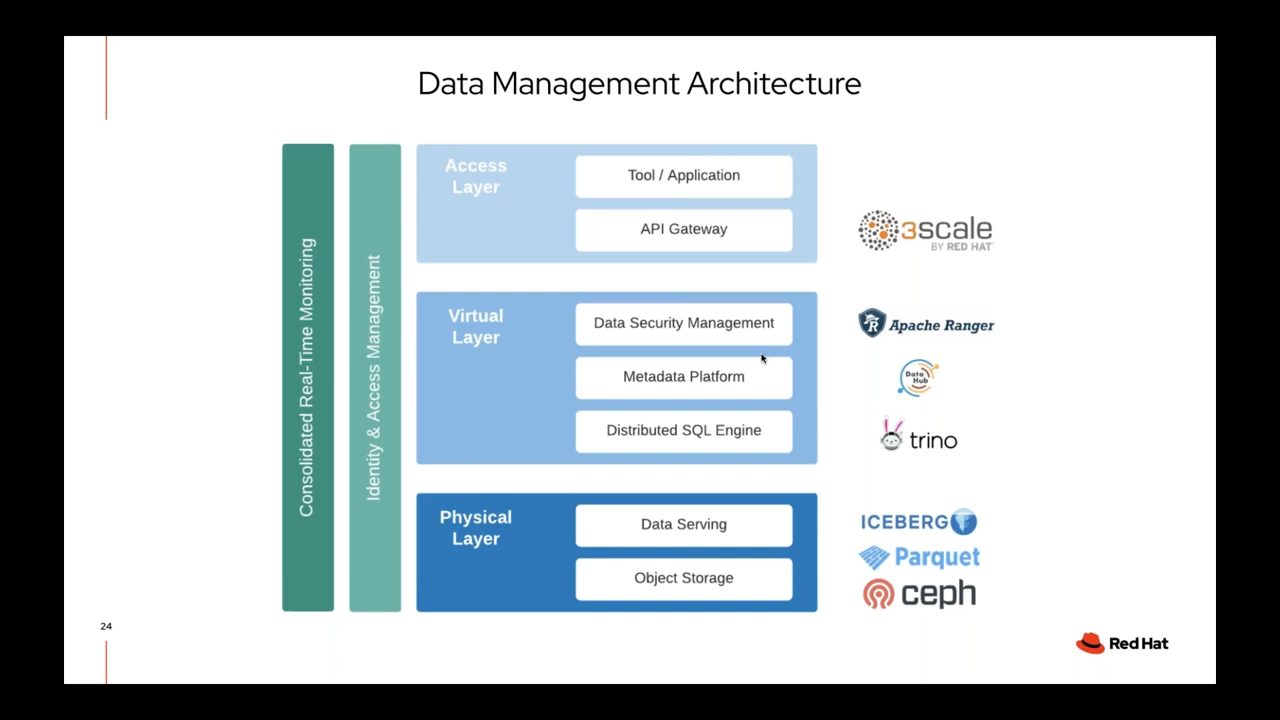 Data Management Architecture
Consolidated Real-Time Monitoring
Identity & Access Management
Access
Layer
Tool / Application
API Gateway
3scale
BY RED HAT
Virtual
Layer
Data Security Management
Metadata Platform
Distributed SQL Engine
R
Apache Ranger
Data
Hub
trino
Physical
Layer
Data Serving
Object Storage
ICEBERG
Parquet
ceph
24
Red Hat